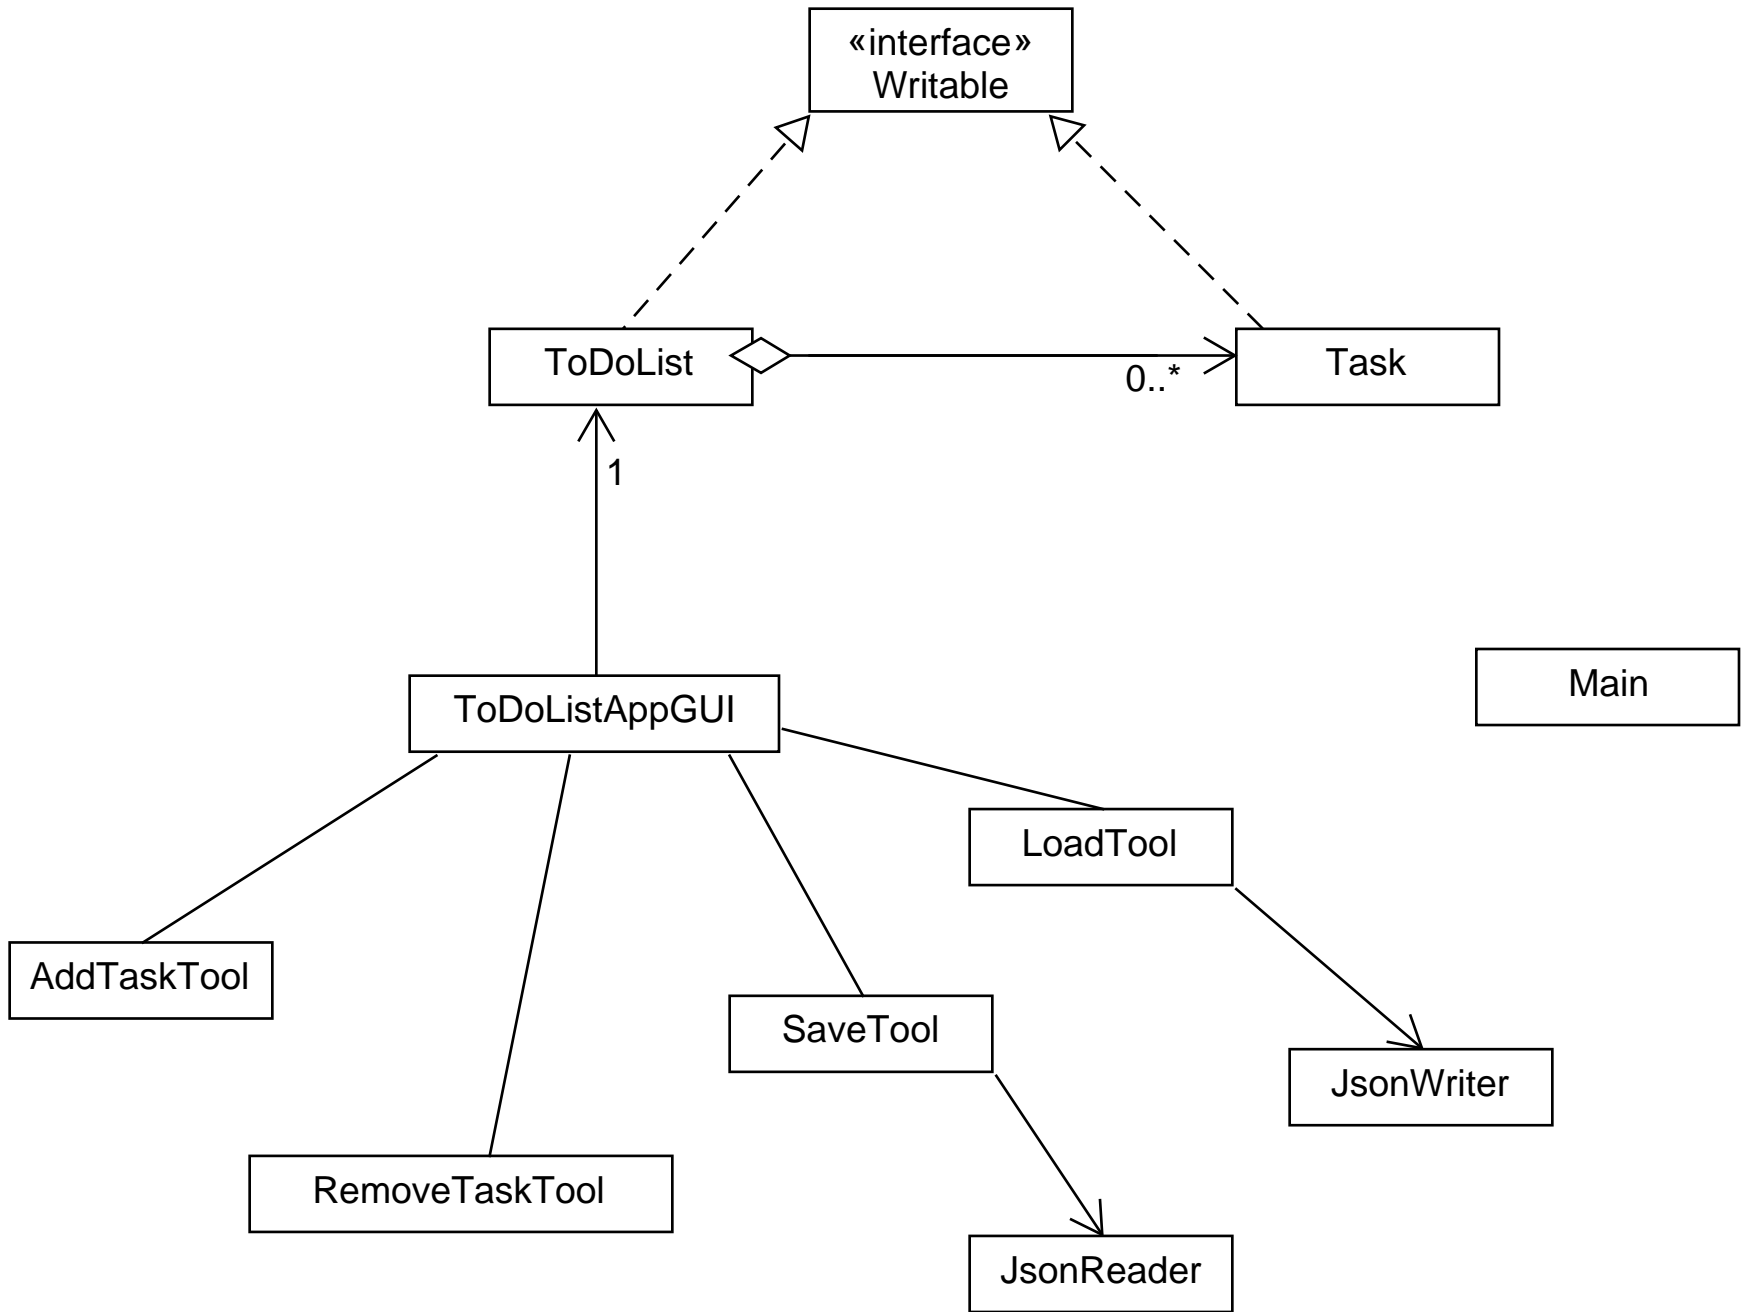 «interface»
Writable
ToDoList
Task
0..*
1
Main
ToDoListAppGUI
LoadTool
AddTaskTool
SaveTool
JsonWriter
RemoveTaskTool
JsonReader